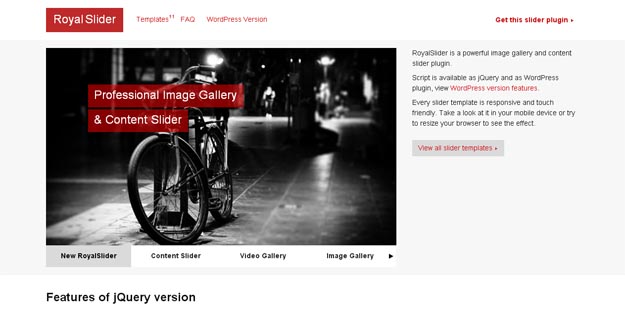 Royal Slider
Templates11 FAQ WordPress Version
Get this slider plugin ▸
Professional Image Gallery
& Content Slider
RoyalSlider is a powerful image gallery and content
slider plugin.
Script is available as jQuery and as WordPress
plugin, view WordPress version features.
Every slider template is responsive and touch
friendly. Take a look at it in your mobile device or try
to resize your browser to see the effect.
View all slider templates ▸
New RoyalSlider Content Slider Video Gallery Image Gallery ▶
Features of jQuery version